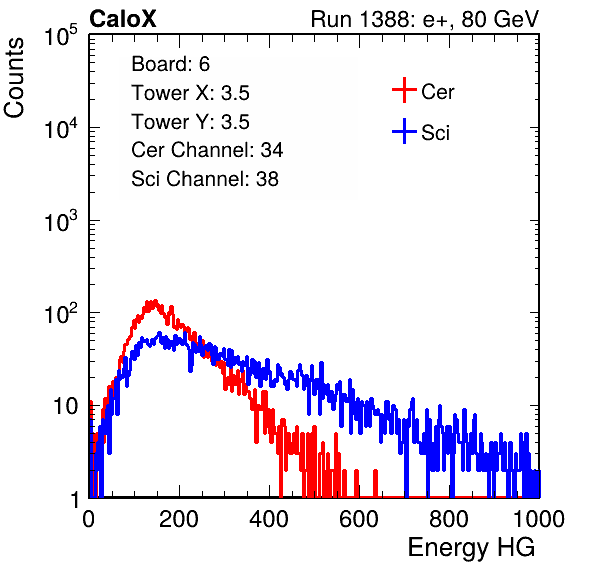 CaloX Run 1388: e+, 80 GeV
Counts
10^5
10^4
10^3
10^2
10
1
Board: 6
Tower X: 3.5
Tower Y: 3.5
Cer Channel: 34
Sci Channel: 38
Cer
Sci
0 200 400 600 800 1000
Energy HG